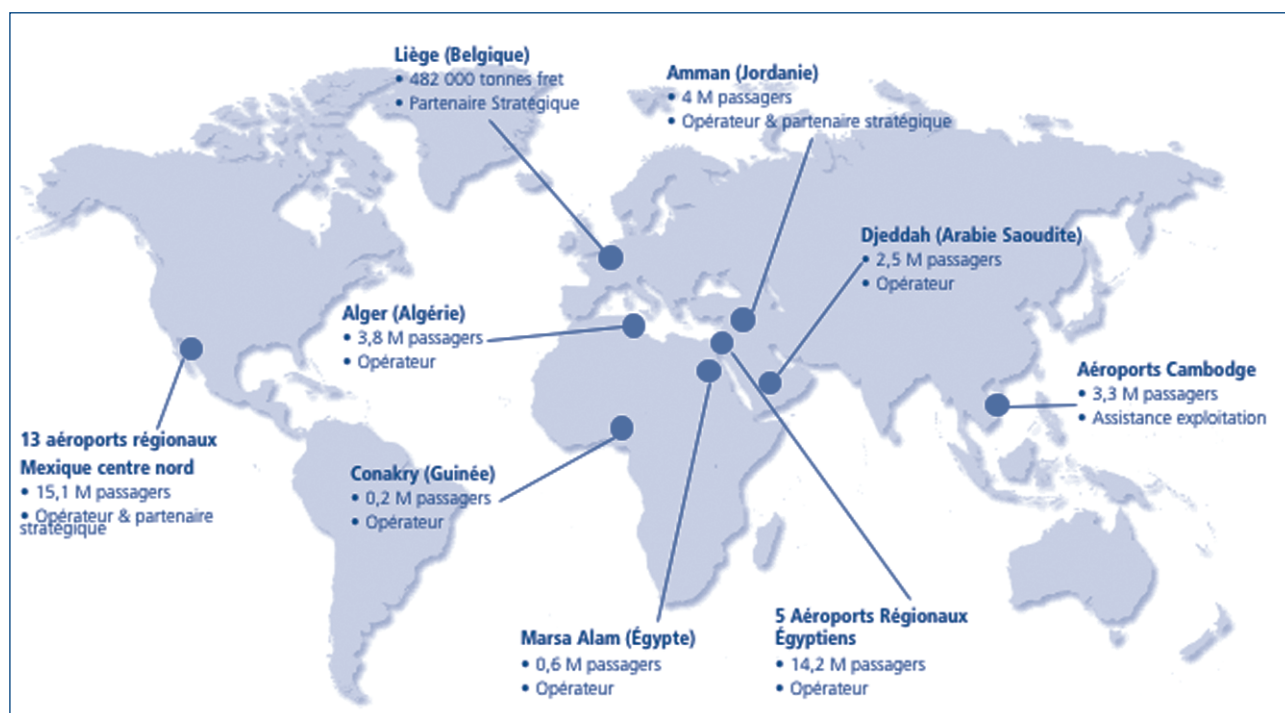 Liège (Belgique)
• 482 000 tonnes fret
• Partenaire Stratégique
Amman (Jordanie)
• 4 M passagers
• Opérateur & partenaire stratégique
Djeddah (Arabie Saoudite)
• 2,5 M passagers
• Opérateur
Alger (Algérie)
• 3,8 M passagers
• Opérateur
Aéroports Cambodge
• 3,3 M passagers
• Assistance exploitation
13 aéroports régionaux
Mexique centre nord
• 15,1 M passagers
• Opérateur & partenaire
stratégique
Conakry (Guinée)
• 0,2 M passagers
• Opérateur
Marsa Alam (Égypte)
• 0,6 M passagers
• Opérateur
5 Aéroports Régionaux
Égyptiens
• 14,2 M passagers
• Opérateur